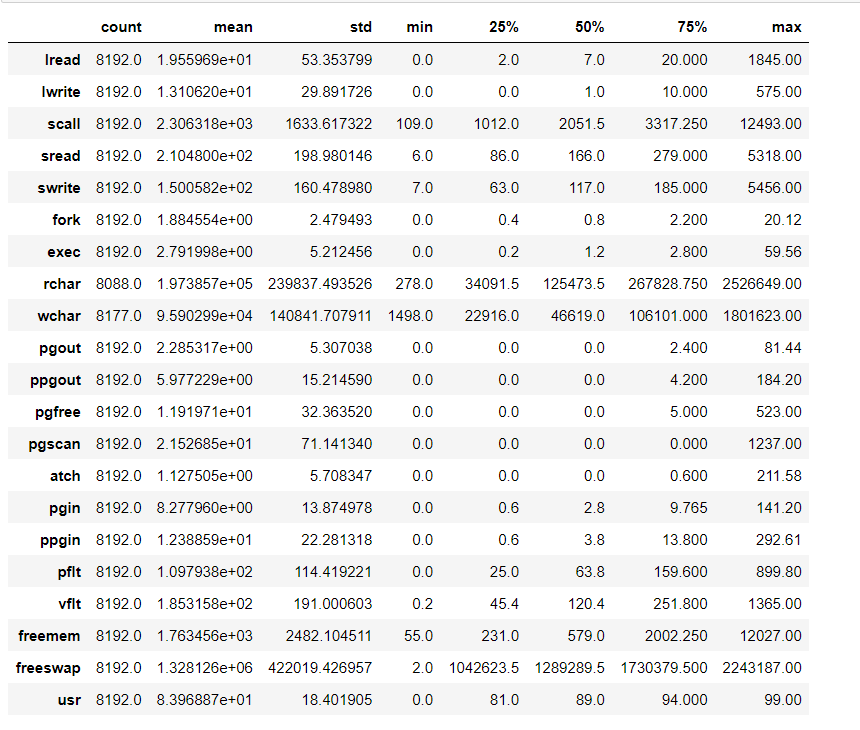 count mean std min 25% 50% 75% max
lread 8192.0 1.955969e+01 53.353799 0.0 2.0 7.0 20.000 1845.00
lwrite 8192.0 1.310620e+01 29.891726 0.0 0.0 1.0 10.000 575.00
scall 8192.0 2.306318e+03 1633.617322 109.0 1012.0 2051.5 3317.250 12493.00
sread 8192.0 2.104800e+02 198.980146 6.0 86.0 166.0 279.000 5318.00
swrite 8192.0 1.500582e+02 160.478980 7.0 63.0 117.0 185.000 5456.00
fork 8192.0 1.884554e+00 2.479493 0.0 0.4 0.8 2.200 20.12
exec 8192.0 2.791998e+00 5.212456 0.0 0.2 1.2 2.800 59.56
rchar 8088.0 1.973857e+05 239837.493526 278.0 34091.5 125473.5 267828.750 2526649.00
wchar 8177.0 9.590299e+04 140841.707911 1498.0 22916.0 46619.0 106101.000 1801623.00
pgout 8192.0 2.285317e+00 5.307038 0.0 0.0 0.0 2.400 81.44
ppgout 8192.0 5.977229e+00 15.214590 0.0 0.0 0.0 4.200 184.20
pgfree 8192.0 1.191971e+01 32.363520 0.0 0.0 0.0 5.000 523.00
pgscan 8192.0 2.152685e+01 71.141340 0.0 0.0 0.0 0.000 1237.00
atch 8192.0 1.127505e+00 5.708347 0.0 0.0 0.0 0.600 211.58
pgin 8192.0 8.277960e+00 13.874978 0.0 0.6 2.8 9.765 141.20
ppgin 8192.0 1.238859e+01 22.281318 0.0 0.6 3.8 13.800 292.61
pflt 8192.0 1.097938e+02 114.419221 0.0 25.0 63.8 159.600 899.80
vflt 8192.0 1.853158e+02 191.000603 0.2 45.4 120.4 251.800 1365.00
freemem 8192.0 1.763456e+03 2482.104511 55.0 231.0 579.0 2002.250 12027.00
freeswap 8192.0 1.328126e+06 422019.426957 2.0 1042623.5 1289289.5 1730379.500 2243187.00
usr 8192.0 8.396887e+01 18.401905 0.0 81.0 89.0 94.000 99.00